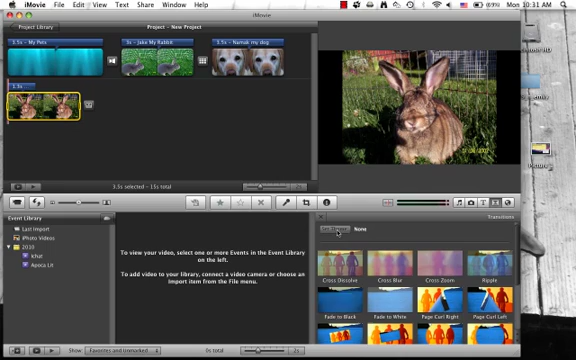 iMovie File Edit View Text Share Window Help
(69%) Mon 10:31 AM
iMovie
Project Library
Project - New Project
3.5s - My Pets
3s - Jake My Rabbit
3.5s - Namak my dog
1.5s
3.5s selected - 15s total
Event Library
Last Import
iPhoto Videos
2010
Ichat
Apoca Lit
To view your video, select one or more Events in the Event Library on the left.
To add video to your library, connect a video camera or choose an Import item from the File menu.
Transitions
Set Theme...
None
Cross Dissolve
Cross Blur
Cross Zoom
Ripple
Fade to Black
Fade to White
Page Curl Right
Page Curl Left
Show: Favorites and Unmarked
0s total